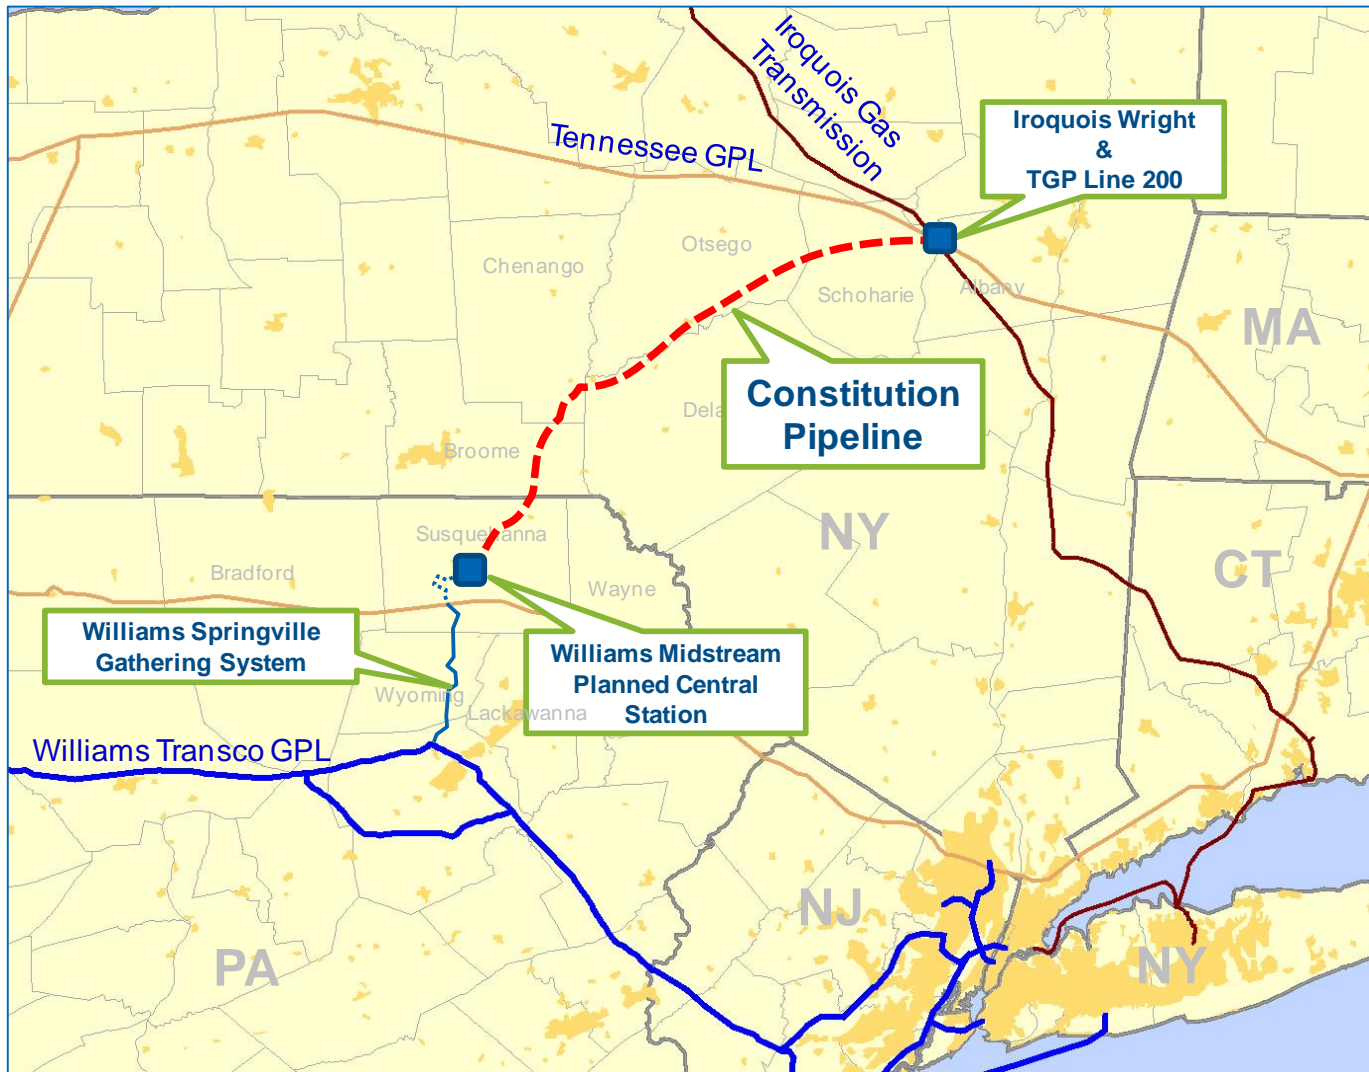 Iroquois Gas
Transmission
Tennessee GPL
Iroquois Wright
&
TGP Line 200
Otsego
Chenango
Schoharie
Albany
MA
Constitution
Pipeline
Broome
NY
Susquehanna
CT
Bradford
Wayne
Williams Springville
Gathering System
Williams Midstream
Planned Central
Station
Wyoming
Lackawanna
Williams Transco GPL
NJ
PA
NY